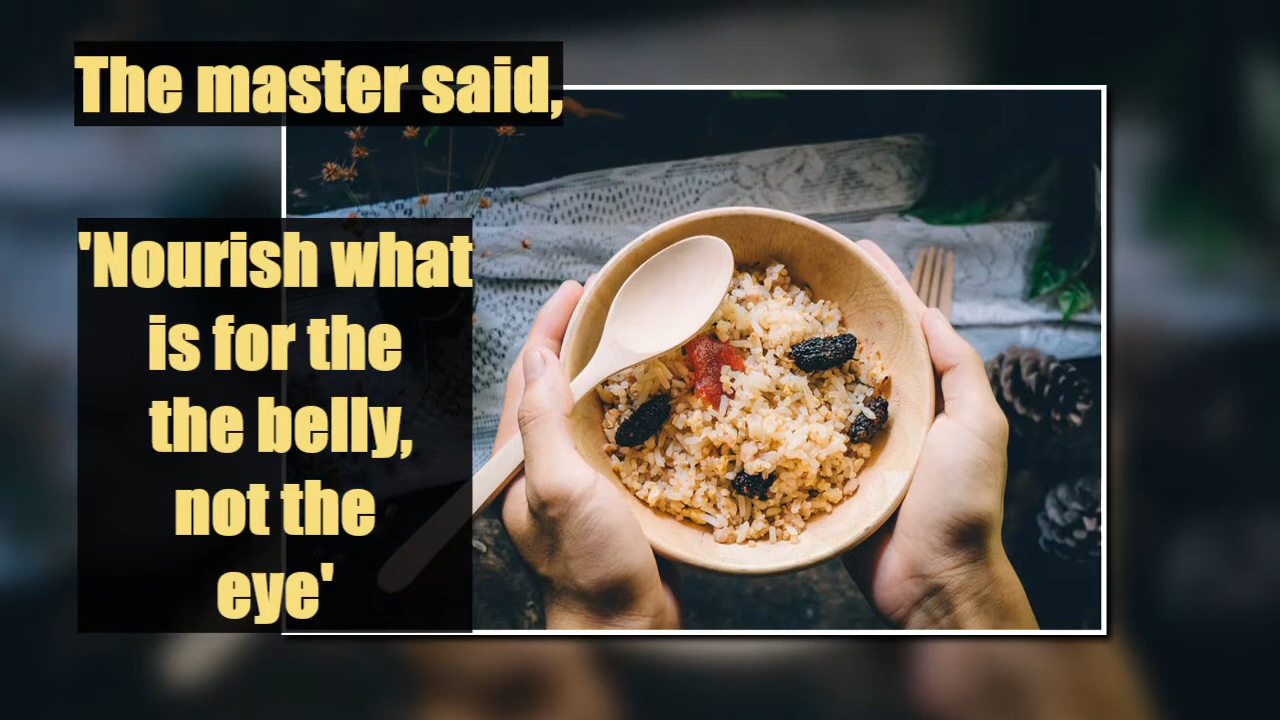 The master said,
'Nourish what
is for the
the belly,
not the
eye'